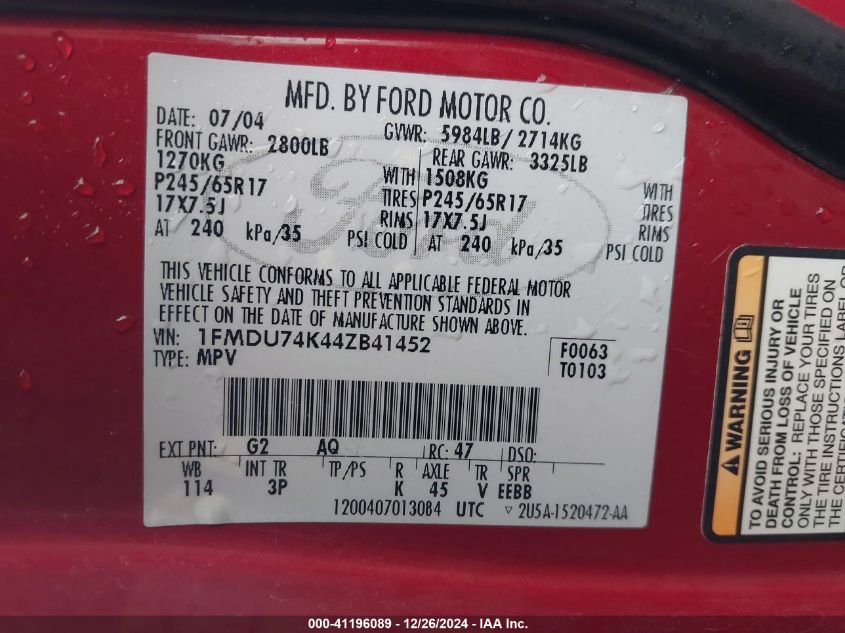 MFD. BY FORD MOTOR CO.
DATE: 07/04 GVWR: 5984LB/ 2714KG
FRONT GAWR: 2800LB REAR GAWR: 3325LB
1270KG WITH 1508KG WITH
P245/65R17 TIRES P245/65R17 TIRES
17X7.5J RIMS 17X7.5J RIMS
AT 240 kPa/35 PSI COLD AT 240 kPa/35 PSI COLD
THIS VEHICLE CONFORMS TO ALL APPLICABLE FEDERAL MOTOR
VEHICLE SAFETY AND THEFT PREVENTION STANDARDS IN
EFFECT ON THE DATE OF MANUFACTURE SHOWN ABOVE.
VIN: 1FMDU74K44ZB41452 F0063
TYPE: MPV T0103
EXT PNT: G2 AQ RC: 47 DSO:
WB INT TR TP/PS R AXLE TR SPR
114 3P K 45 V EEBB
1200407013084 UTC 2U5A-1520472-AA
Ford
WARNING
TO AVOID SERIOUS INJURY OR
DEATH FROM LOSS OF VEHICLE
CONTROL: REPLACE YOUR TIRES
ONLY WITH THOSE SPECIFIED ON
THE TIRE INSTRUCTIONS LABEL OR
000-41196089 - 12/26/2024 - IAA Inc.